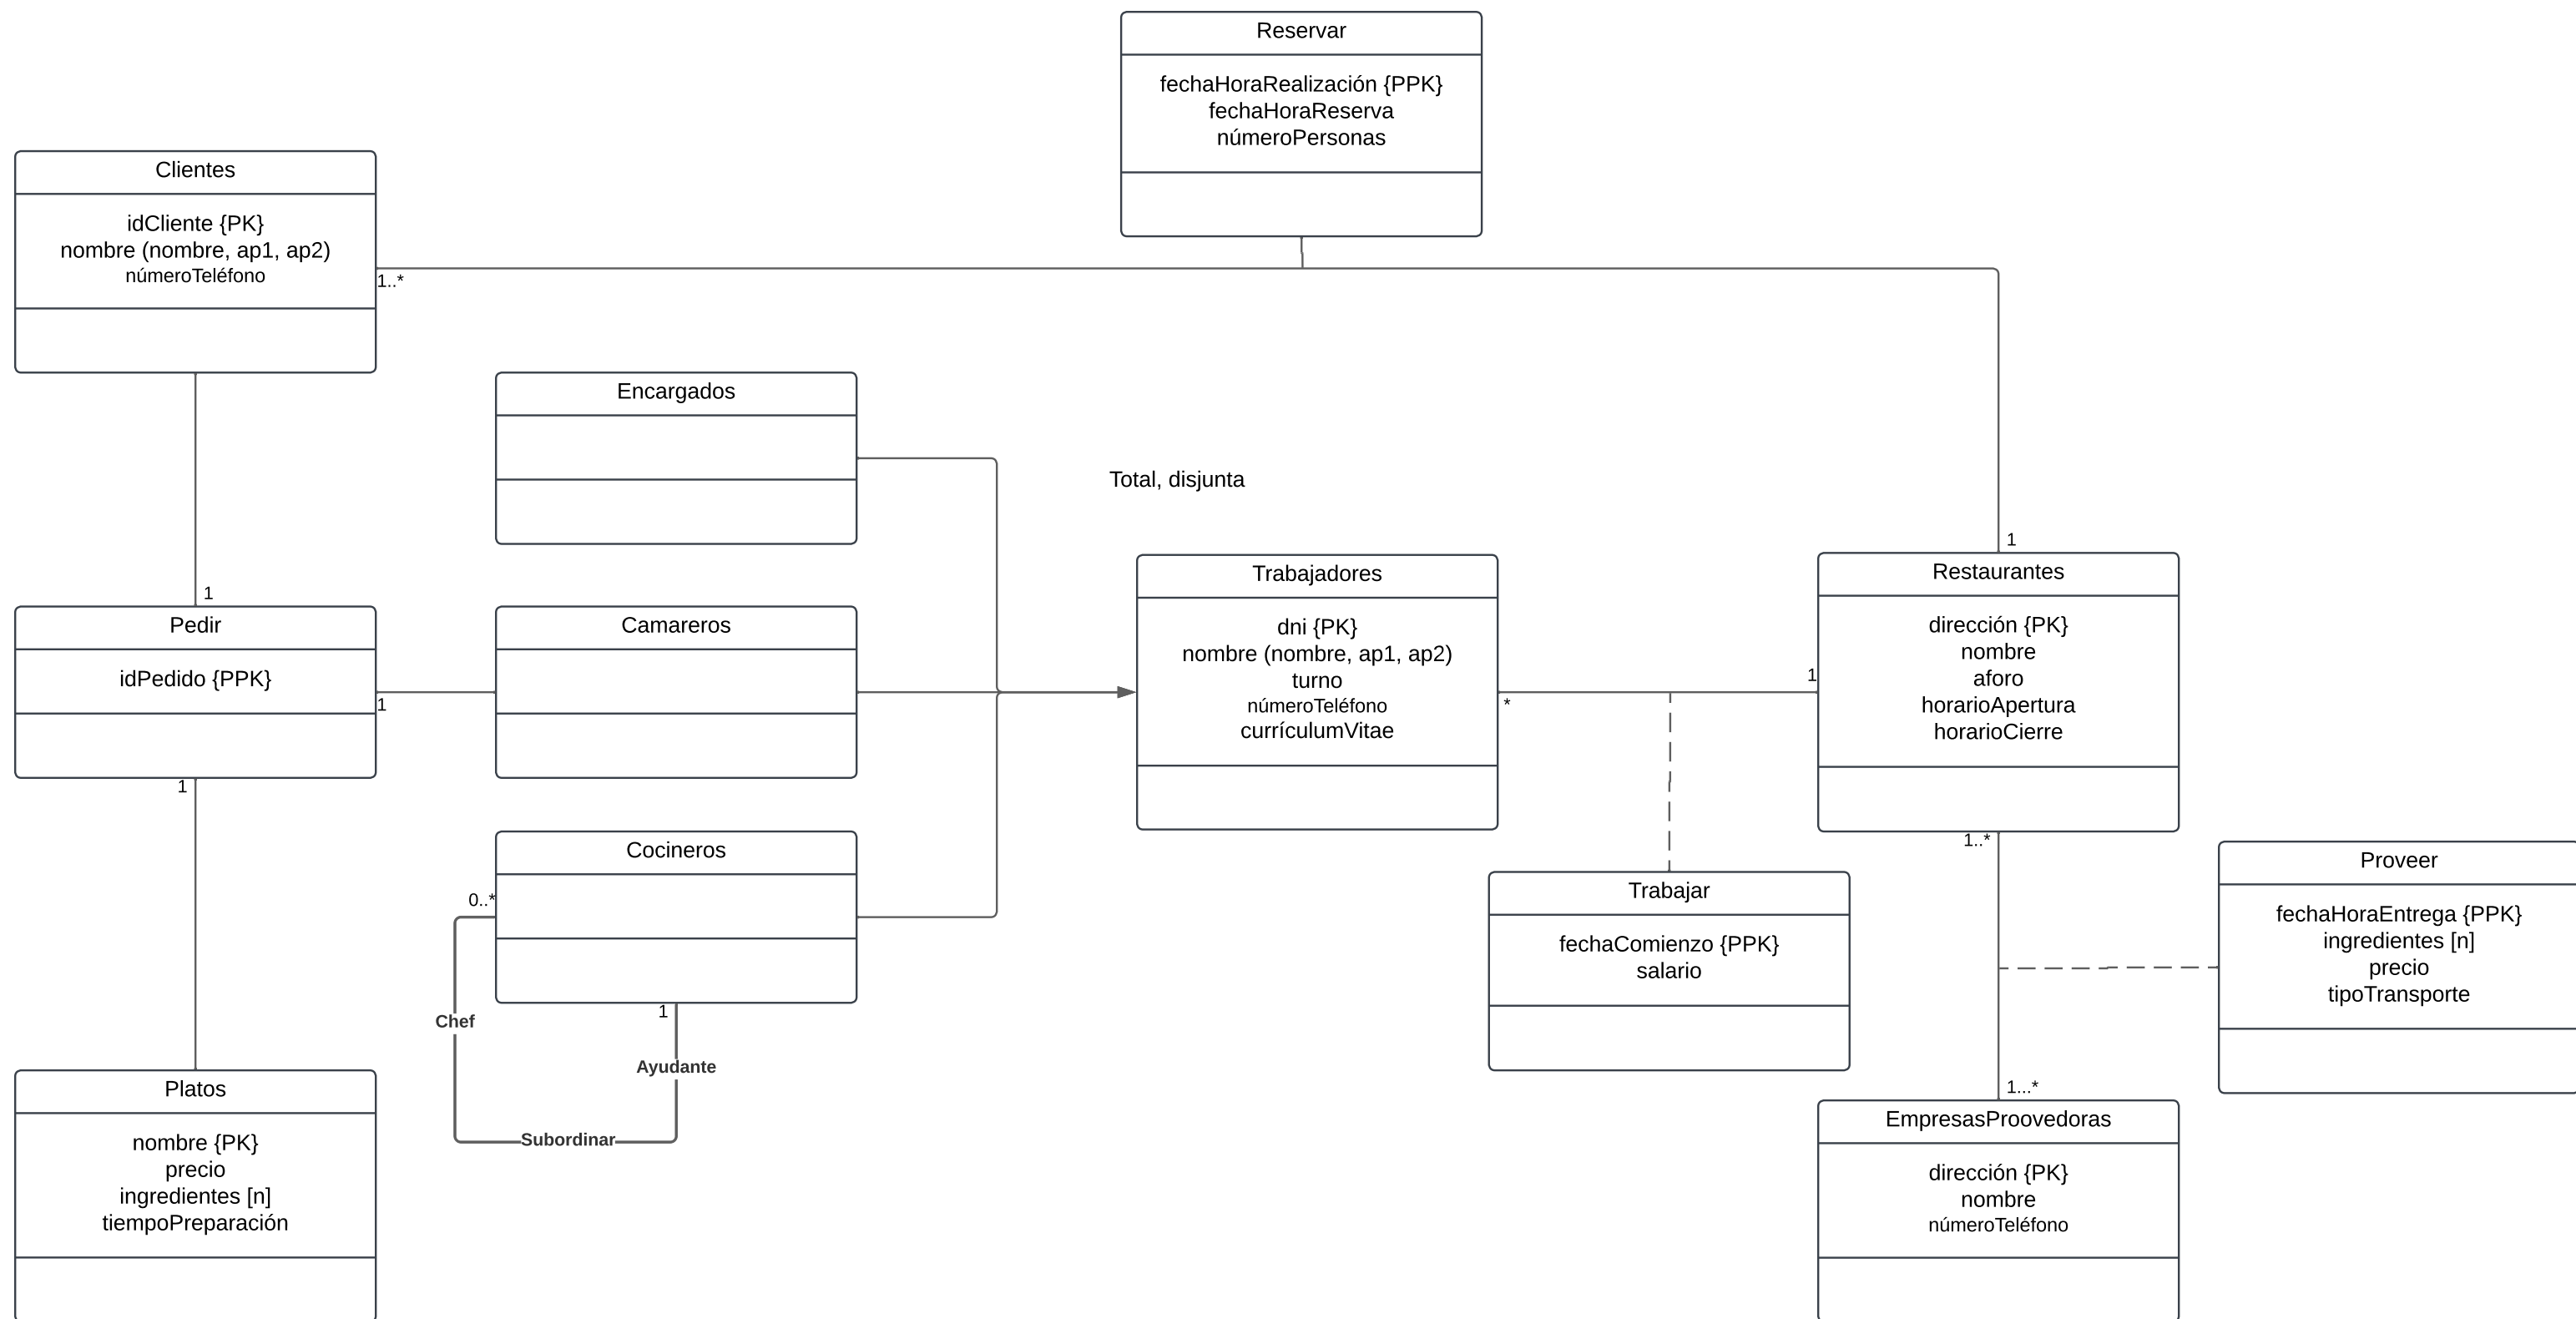 Reservar
fechaHoraRealización {PPK}
fechaHoraReserva
númeroPersonas
Clientes
idCliente {PK}
nombre (nombre, ap1, ap2)
númeroTeléfono
1..*
Encargados
Total, disjunta
1
1
Pedir
idPedido {PPK}
1
1
Camareros
Trabajadores
dni {PK}
nombre (nombre, ap1, ap2)
turno
númeroTeléfono
currículumVitae
*
1
Restaurantes
dirección {PK}
nombre
aforo
horarioApertura
horarioCierre
1..*
Cocineros
0..*
1
Chef
Ayudante
Subordinar
Trabajar
fechaComienzo {PPK}
salario
Proveer
fechaHoraEntrega {PPK}
ingredientes [n]
precio
tipoTransporte
1...*
Platos
nombre {PK}
precio
ingredientes [n]
tiempoPreparación
EmpresasProovedoras
dirección {PK}
nombre
númeroTeléfono